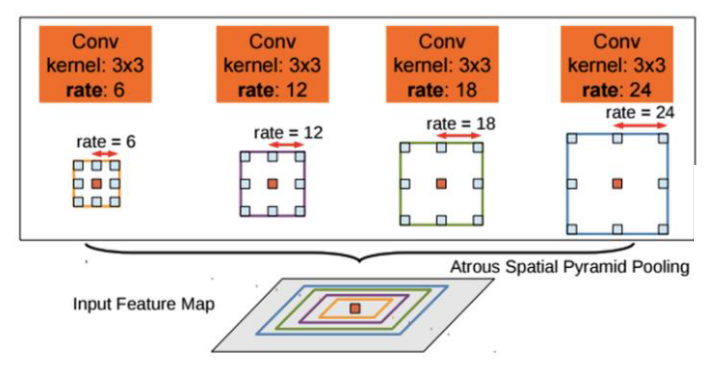 Conv
kernel: 3x3
rate: 6
Conv
kernel: 3x3
rate: 12
Conv
kernel: 3x3
rate: 18
Conv
kernel: 3x3
rate: 24
rate = 6
rate = 12
rate = 18
rate = 24
Atrous Spatial Pyramid Pooling
Input Feature Map